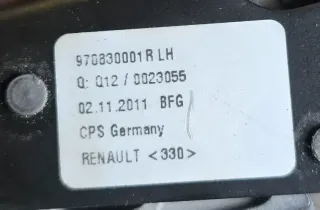 970830001R LH
Q: Q12 / 0023055
02.11.2011 BFG
CPS Germany
RENAULT <330>